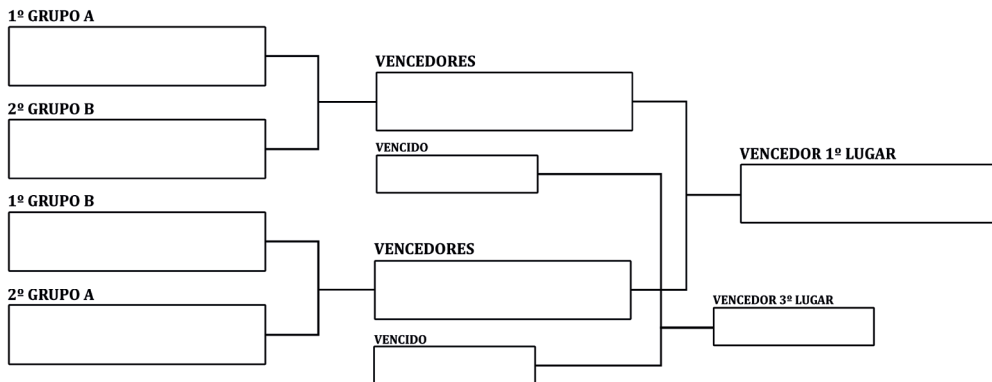 1º GRUPO A
2º GRUPO B
1º GRUPO B
2º GRUPO A
VENCEDORES
VENCIDO
VENCEDORES
VENCIDO
VENCEDOR 1º LUGAR
VENCEDOR 3º LUGAR